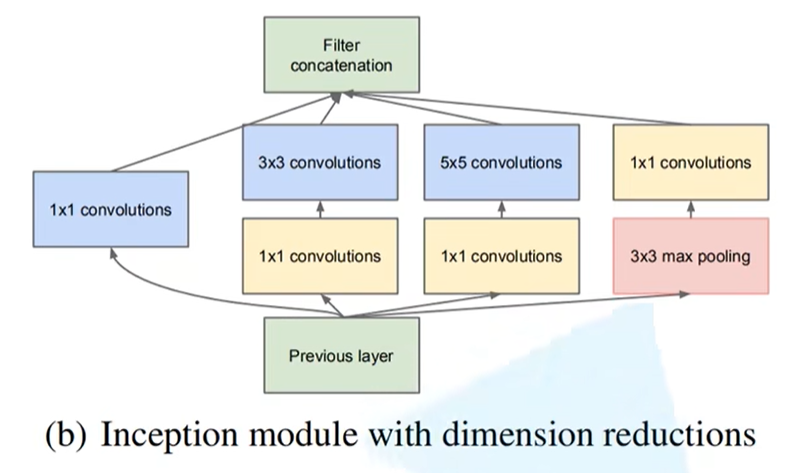 Filter
concatenation
3x3 convolutions
5x5 convolutions
1x1 convolutions
1x1 convolutions
1x1 convolutions
1x1 convolutions
3x3 max pooling
Previous layer
(b) Inception module with dimension reductions